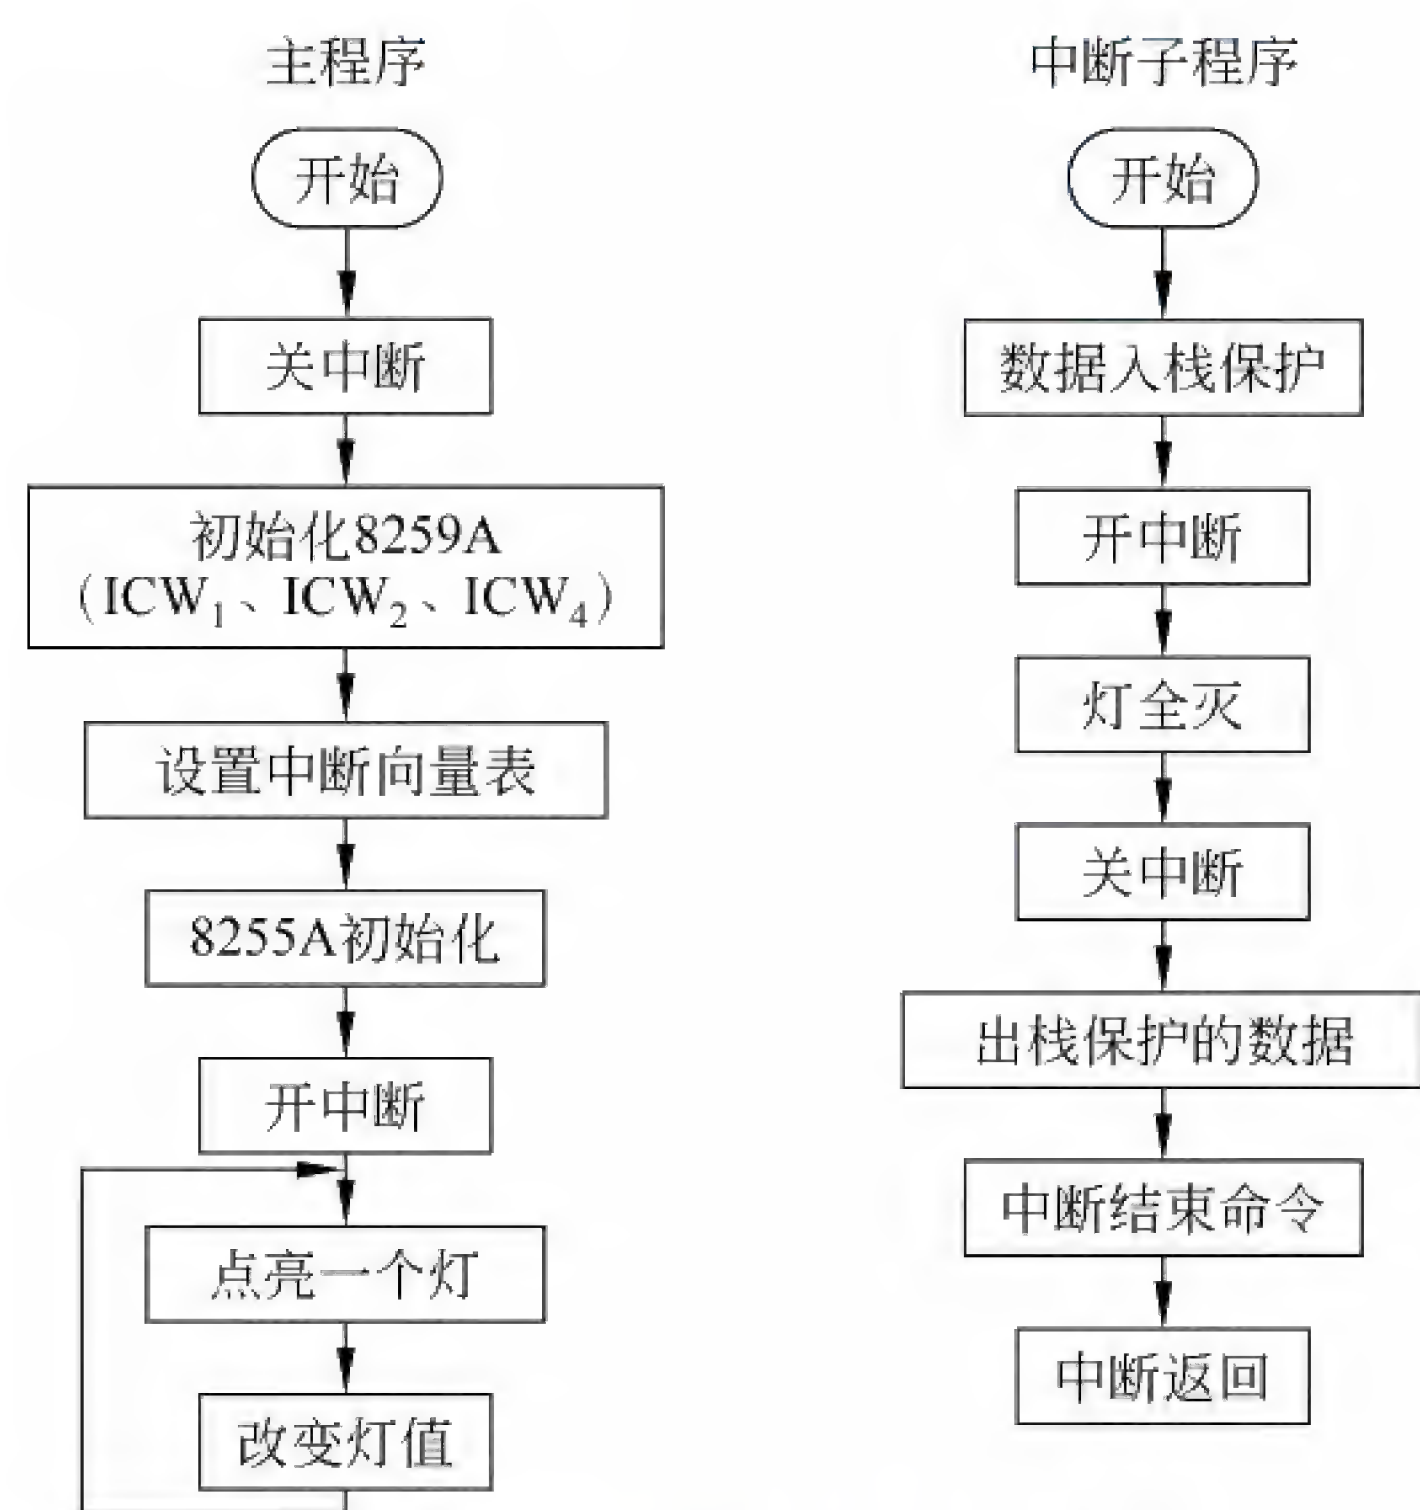 主程序
开始
关中断
初始化8259A
（ICW₁、ICW₂、ICW₄）
设置中断向量表
8255A初始化
开中断
点亮一个灯
改变灯值
中断子程序
开始
数据入栈保护
开中断
灯全灭
关中断
出栈保护的数据
中断结束命令
中断返回